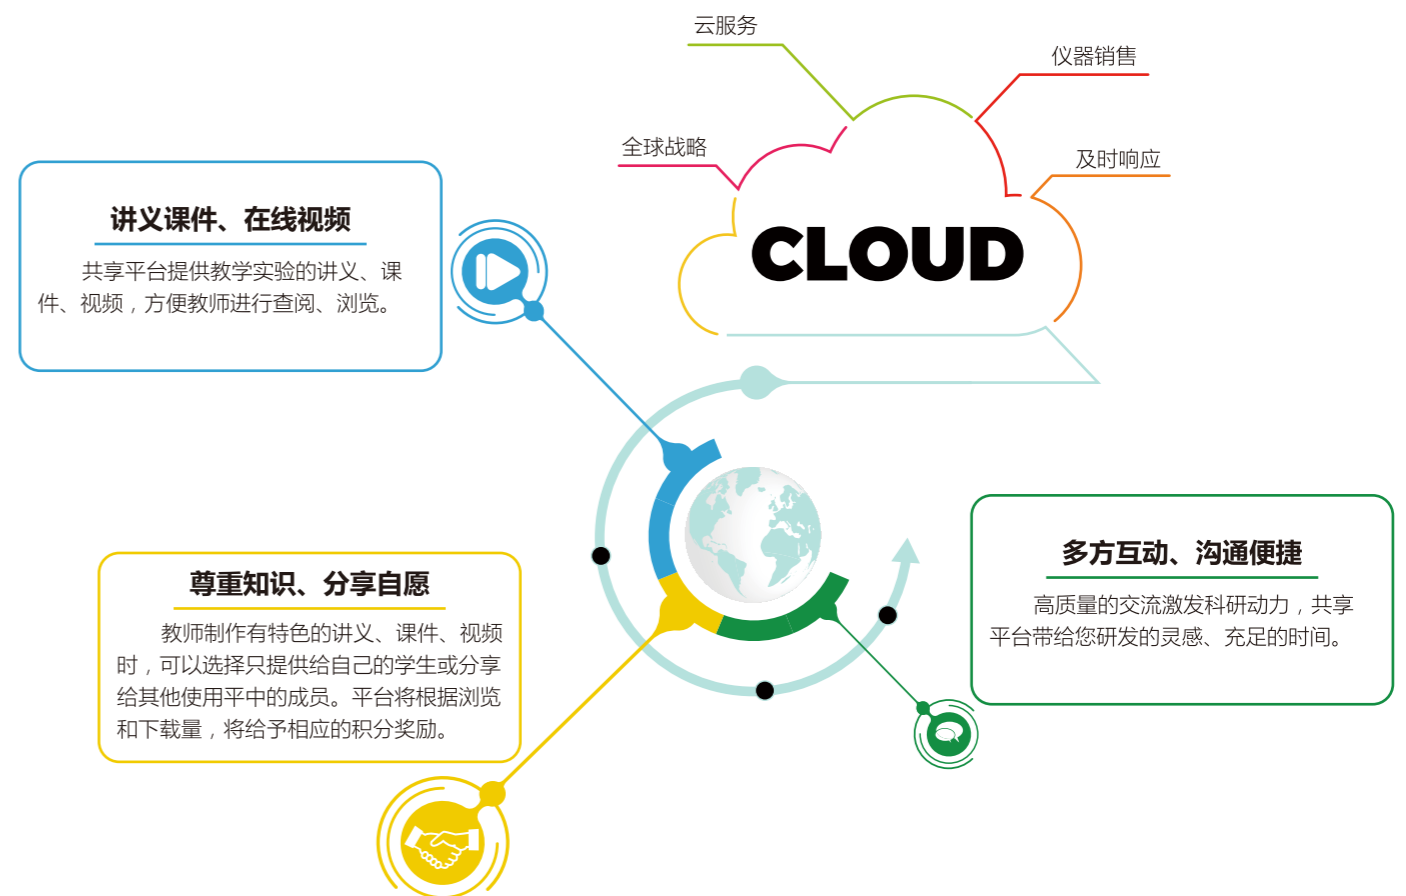 云服务
仪器销售
全球战略
及时响应
CLOUD
讲义课件、在线视频
共享平台提供教学实验的讲义、课
件、视频，方便教师进行查阅、浏览。
尊重知识、分享自愿
教师制作有特色的讲义、课件、视频
时，可以选择只提供给自己的学生或分享
给其他使用平中的成员。平台将根据浏览
和下载量，将给予相应的积分奖励。
多方互动、沟通便捷
高质量的交流激发科研动力，共享
平台带给您研发的灵感、充足的时间。